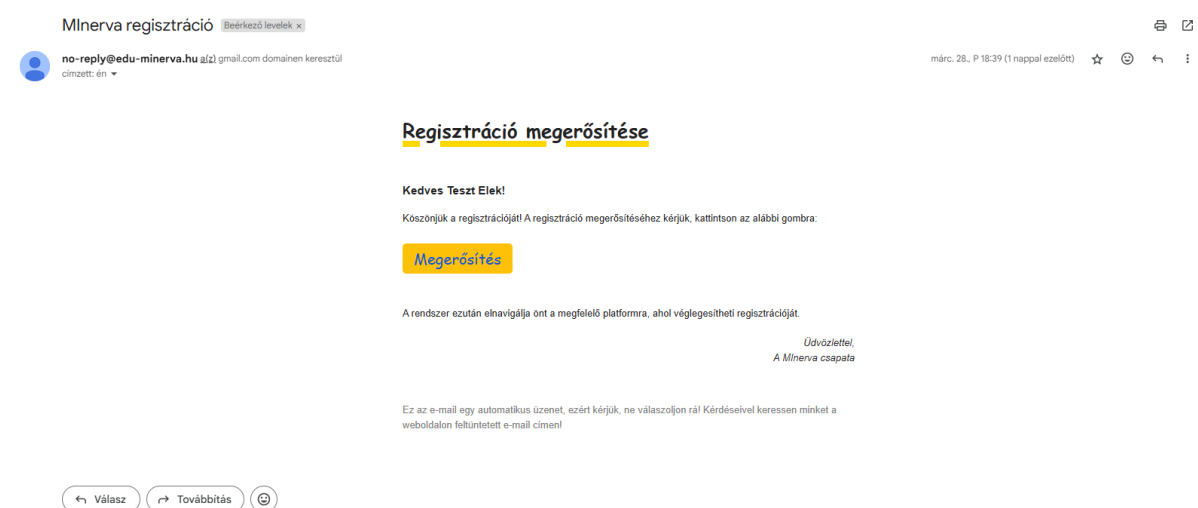 MInerva regisztráció Beérkező levelek ×
no-reply@edu-minerva.hu a(z) gmail.com domainen keresztül
márc. 28., P 18:39 (1 nappal ezelőtt)
címzett: én
Regisztráció megerősítése
Kedves Teszt Elek!
Köszönjük a regisztrációját! A regisztráció megerősítéséhez kérjük, kattintson az alábbi gombra:
Megerősítés
A rendszer ezután elnavigálja önt a megfelelő platformra, ahol véglegesítheti regisztrációját.
Üdvözlettel,
A MInerva csapata
Ez az e-mail egy automatikus üzenet, ezért kérjük, ne válaszoljon rá! Kérdéseivel keressen minket a
weboldalon feltüntetett e-mail címen!
Válasz
Továbbítás